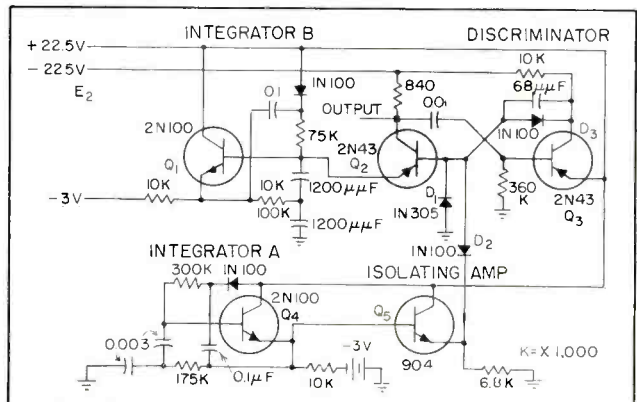 INTEGRATOR B
DISCRIMINATOR
+ 22.5V
- 22.5V
E2
10K
68μμF
IN100
840
0.1
OUTPUT
.001
IN100
D3
2N100
75K
2N43
Q1
Q2
1200μμF
D1
360
K
2N43
Q3
-3V
10K
10K
100K
1200μμF
IN305
D2
IN100
INTEGRATOR A
ISOLATING AMP
300K
IN100
2N100
Q4
Q5
0.003
-3V
904
K=X 1,000
175K
0.1μF
10K
6.8K